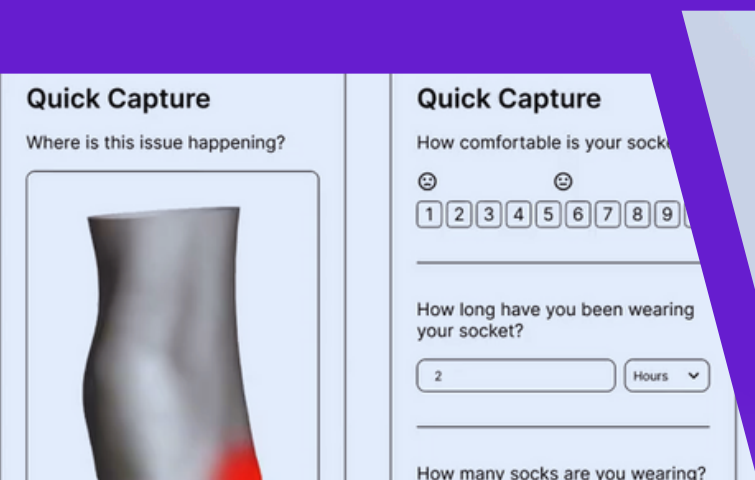 Quick Capture
Where is this issue happening?
Quick Capture
How comfortable is your
1 2 3 4 5 6 7 8 9
How long have you been wearing
your socket?
2
Hours
How many socks are you wearing?